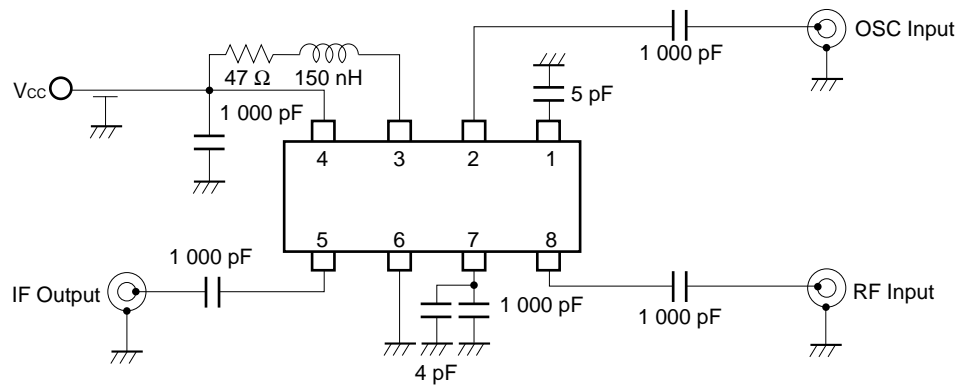 OSC Input
1 000 pF
47 Ω
150 nH
5 pF
VCC
1 000 pF
4
3
2
1
5
6
7
8
1 000 pF
IF Output
1 000 pF
1 000 pF
RF Input
4 pF